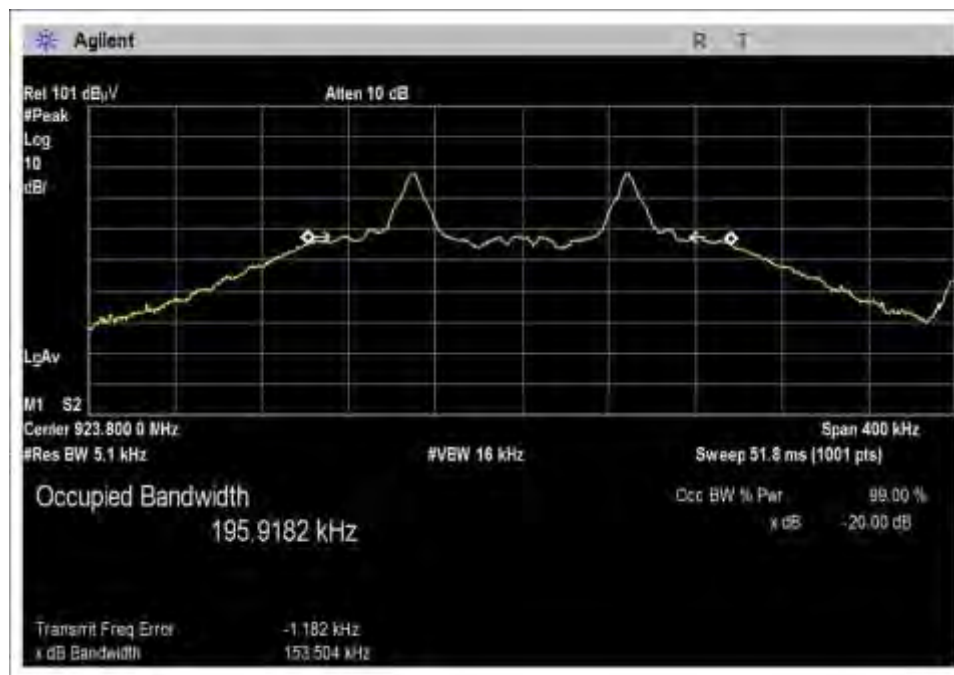 Agilent
R T
Ref 101 dBµV Atten 10 dB
#Peak
Log
10
dB/
LgAv
M1 S2
Center 923.800 0 MHz Span 400 kHz
#Res BW 5.1 kHz #VBW 16 kHz Sweep 51.8 ms (1001 pts)
Occupied Bandwidth
195.9182 kHz
Occ BW % Pwr 99.00 %
x dB -20.00 dB
Transmit Freq Error -1.182 kHz
x dB Bandwidth 153.504 kHz